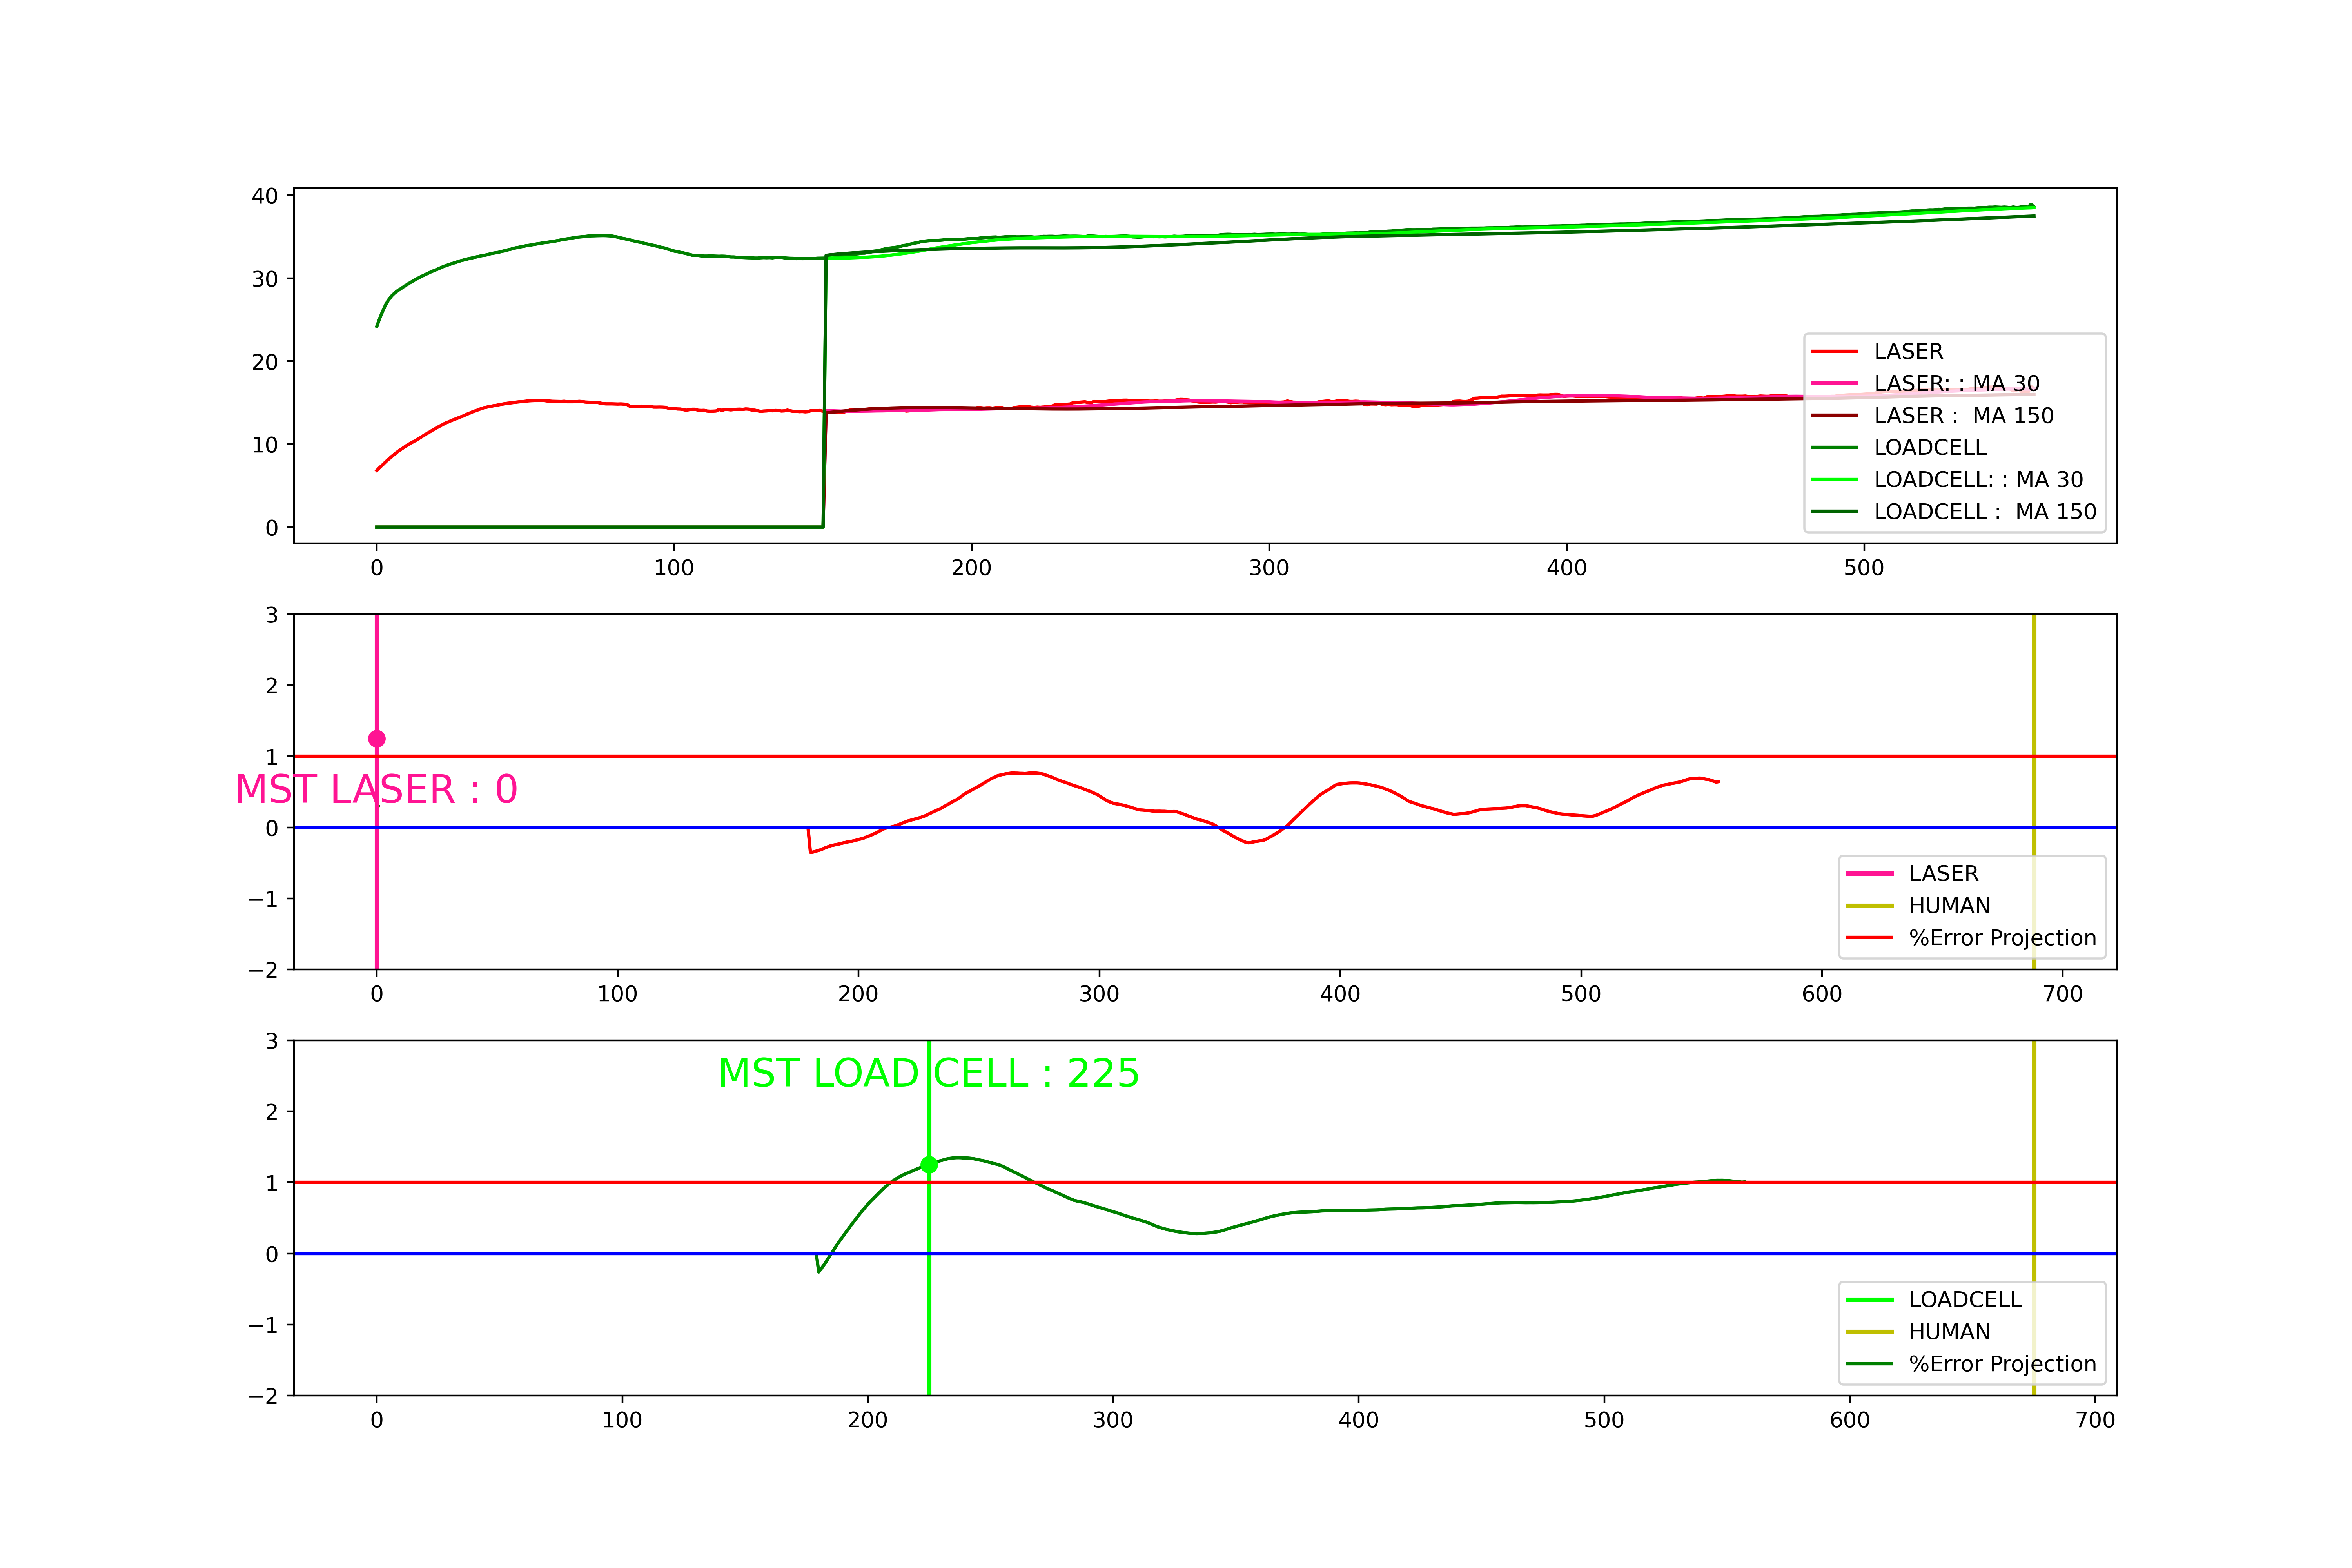 40
30
20
10
0
LASER
LASER: : MA 30
LASER :  MA 150
LOADCELL
LOADCELL: : MA 30
LOADCELL :  MA 150
0 100 200 300 400 500
3
2
1
0
−1
−2
MST LASER : 0
LASER
HUMAN
%Error Projection
0 100 200 300 400 500 600 700
3
2
1
0
−1
−2
MST LOAD CELL : 225
LOADCELL
HUMAN
%Error Projection
0 100 200 300 400 500 600 700